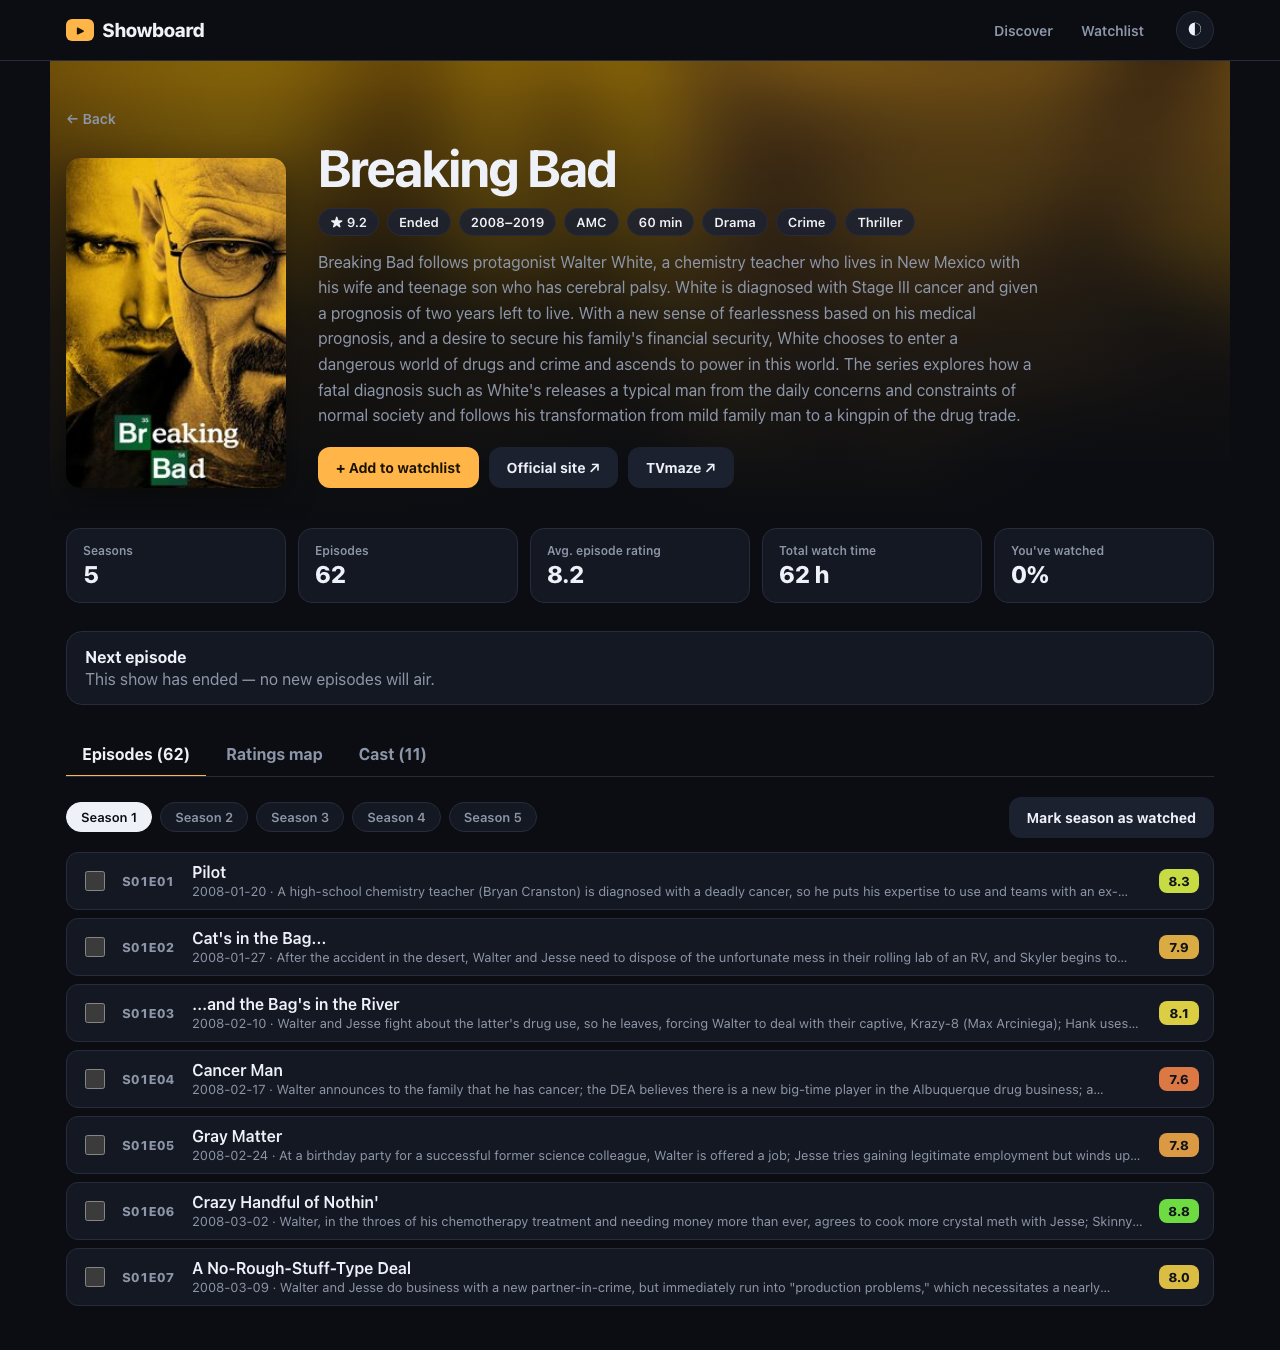 Showboard
Discover
Watchlist
← Back
Breaking Bad
Breaking Bad
★ 9.2
Ended
2008–2019
AMC
60 min
Drama
Crime
Thriller
Breaking Bad follows protagonist Walter White, a chemistry teacher who lives in New Mexico with
his wife and teenage son who has cerebral palsy. White is diagnosed with Stage III cancer and given
a prognosis of two years left to live. With a new sense of fearlessness based on his medical
prognosis, and a desire to secure his family's financial security, White chooses to enter a
dangerous world of drugs and crime and ascends to power in this world. The series explores how a
fatal diagnosis such as White's releases a typical man from the daily concerns and constraints of
normal society and follows his transformation from mild family man to a kingpin of the drug trade.
+ Add to watchlist
Official site ↗
TVmaze ↗
Seasons
5
Episodes
62
Avg. episode rating
8.2
Total watch time
62 h
You've watched
0%
Next episode
This show has ended — no new episodes will air.
Episodes (62)
Ratings map
Cast (11)
Season 1
Season 2
Season 3
Season 4
Season 5
Mark season as watched
S01E01
Pilot
2008-01-20 · A high-school chemistry teacher (Bryan Cranston) is diagnosed with a deadly cancer, so he puts his expertise to use and teams with an ex-...
8.3
S01E02
Cat's in the Bag...
2008-01-27 · After the accident in the desert, Walter and Jesse need to dispose of the unfortunate mess in their rolling lab of an RV, and Skyler begins to...
7.9
S01E03
...and the Bag's in the River
2008-02-10 · Walter and Jesse fight about the latter's drug use, so he leaves, forcing Walter to deal with their captive, Krazy-8 (Max Arciniega); Hank uses...
8.1
S01E04
Cancer Man
2008-02-17 · Walter announces to the family that he has cancer; the DEA believes there is a new big-time player in the Albuquerque drug business; a...
7.6
S01E05
Gray Matter
2008-02-24 · At a birthday party for a successful former science colleague, Walter is offered a job; Jesse tries gaining legitimate employment but winds up...
7.8
S01E06
Crazy Handful of Nothin'
2008-03-02 · Walter, in the throes of his chemotherapy treatment and needing money more than ever, agrees to cook more crystal meth with Jesse; Skinny...
8.8
S01E07
A No-Rough-Stuff-Type Deal
2008-03-09 · Walter and Jesse do business with a new partner-in-crime, but immediately run into "production problems," which necessitates a nearly...
8.0